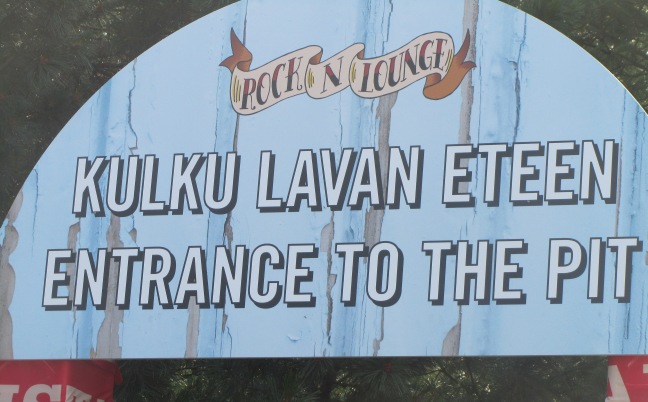 ROCK N LOUNGE
KULKU LAVAN ETEEN
ENTRANCE TO THE PIT